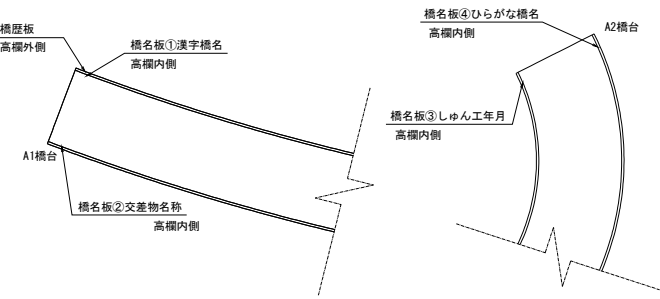 橋歴板
高欄外側
橋名板①漢字橋名
高欄内側
A1橋台
橋名板②交差物名称
高欄内側
橋名板④ひらがな橋名
高欄内側
A2橋台
橋名板③しゅん工年月
高欄内側